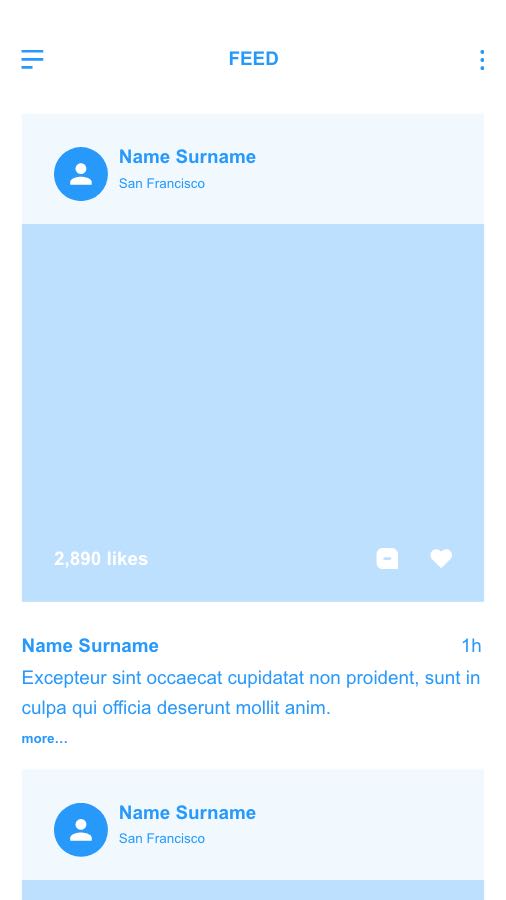 FEED
Name Surname
San Francisco
2,890 likes
Name Surname 1h
Excepteur sint occaecat cupidatat non proident, sunt in
culpa qui officia deserunt mollit anim.
more...
Name Surname
San Francisco